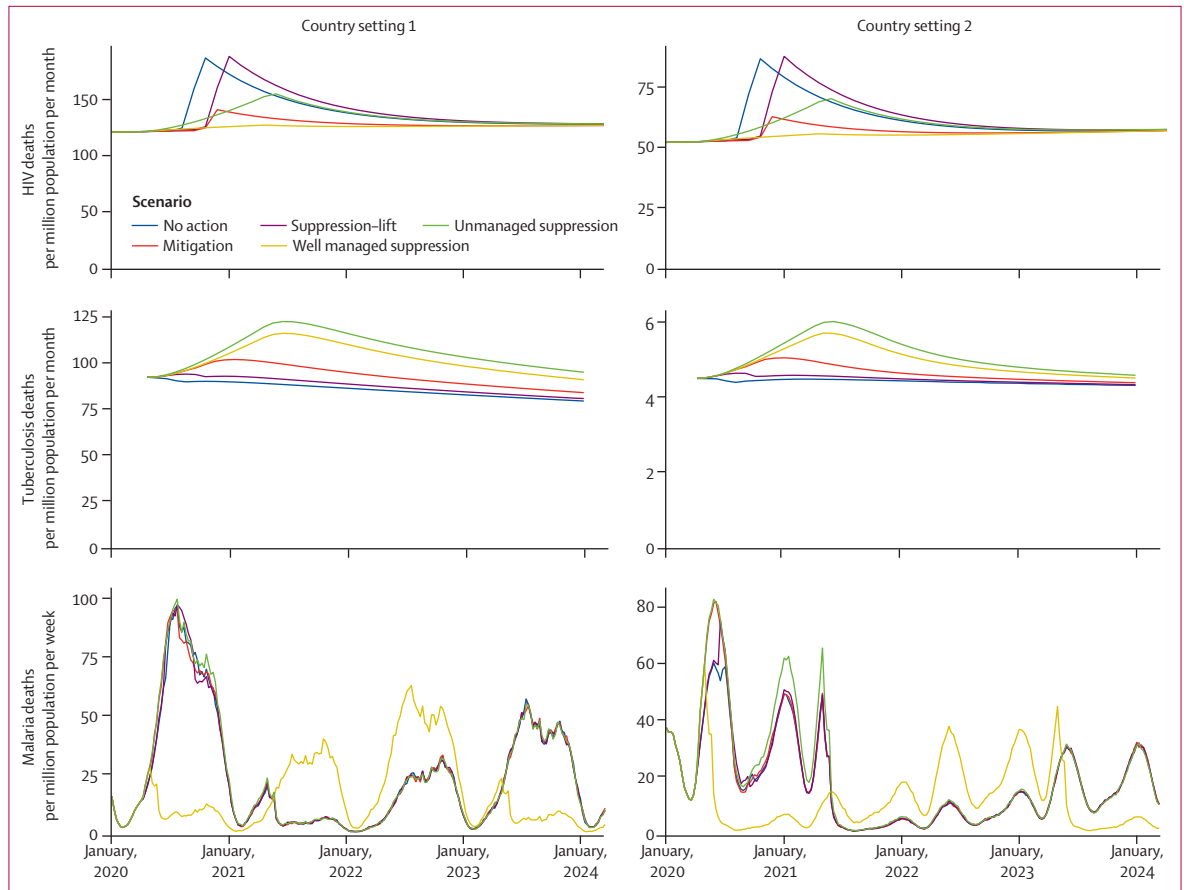 Country setting 1
Country setting 2
HIV deaths
per million population per month
150
100
50
0
75
50
25
0
Scenario
No action
Suppression–lift
Unmanaged suppression
Mitigation
Well managed suppression
Tuberculosis deaths
per million population per month
125
100
75
50
25
0
6
4
2
0
Malaria deaths
per million population per week
100
75
50
25
0
80
60
40
20
0
January,
2020
January,
2021
January,
2022
January,
2023
January,
2024
January,
2020
January,
2021
January,
2022
January,
2023
January,
2024